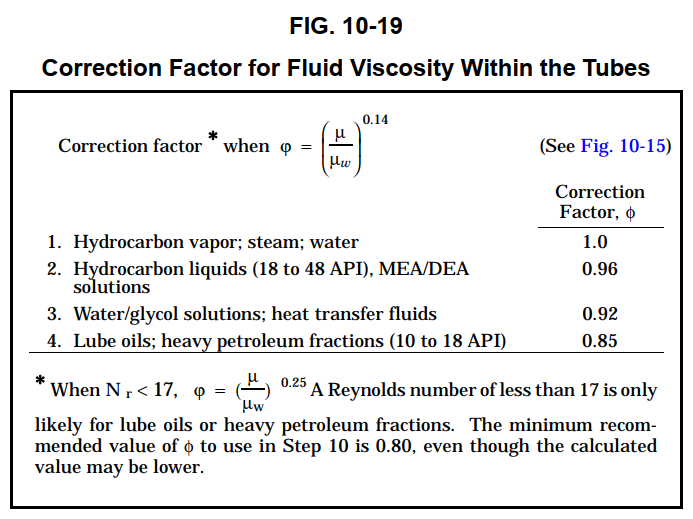 FIG. 10-19
Correction Factor for Fluid Viscosity Within the Tubes
Correction factor * when φ = (μ/μw)^0.14 (See Fig. 10-15)
Correction
Factor, ϕ
1. Hydrocarbon vapor; steam; water 1.0
2. Hydrocarbon liquids (18 to 48 API), MEA/DEA 0.96
solutions
3. Water/glycol solutions; heat transfer fluids 0.92
4. Lube oils; heavy petroleum fractions (10 to 18 API) 0.85
* When N r < 17, φ = (μ/μw) 0.25 A Reynolds number of less than 17 is only
likely for lube oils or heavy petroleum fractions. The minimum recom-
mended value of ϕ to use in Step 10 is 0.80, even though the calculated
value may be lower.